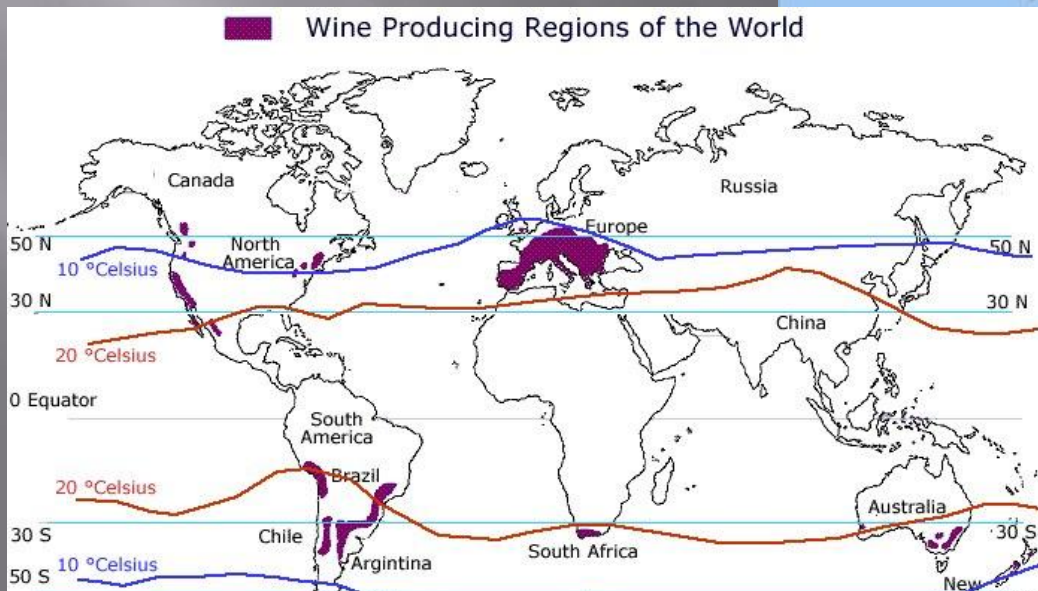 Wine Producing Regions of the World
Canada
Russia
Europe
50 N
North
America
50 N
10 °Celsius
30 N
30 N
China
20 °Celsius
0 Equator
South
America
Brazil
20 °Celsius
Australia
30 S
Chile
30 S
South Africa
Argintina
10 °Celsius
50 S
New